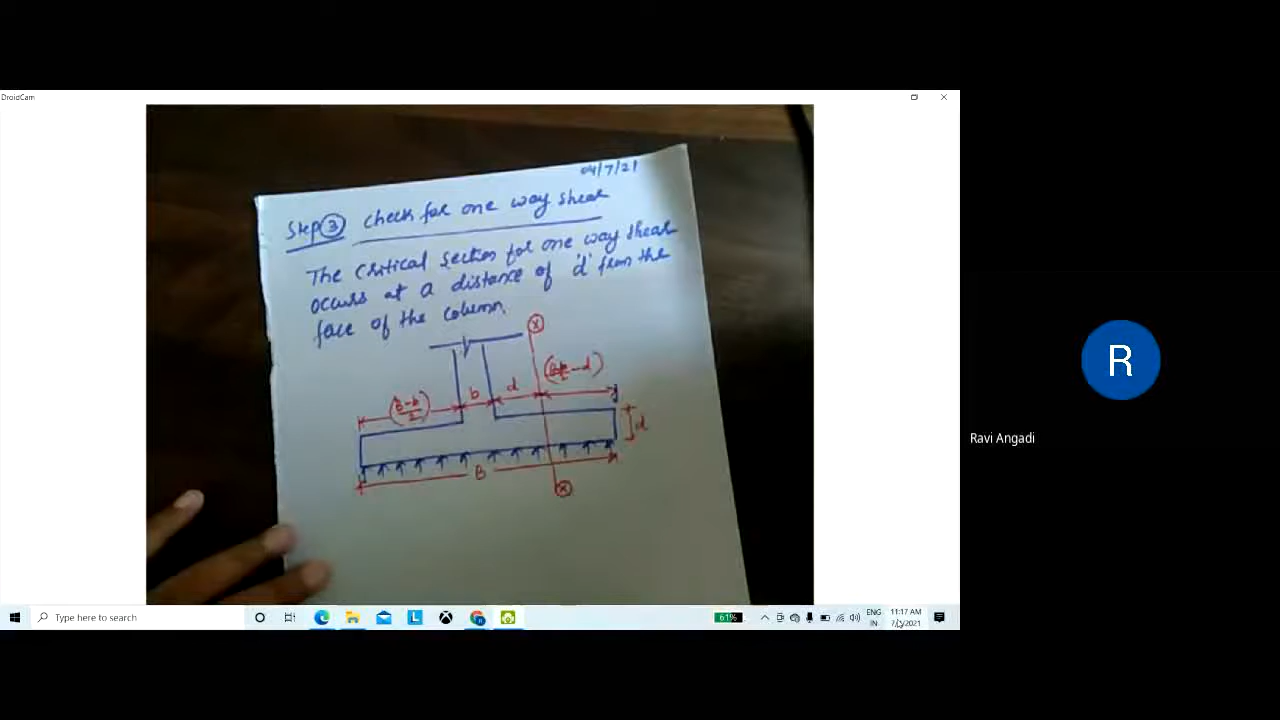 DroidCam
04/7/21
Step ③ Check for one way shear
The critical section for one way shear
occurs at a distance of 'd' from the
face of the column.
X
(B-b/2) b d (-d)
d
B
X
R
Ravi Angadi
Type here to search
L
61%
ENG
IN
11:17 AM